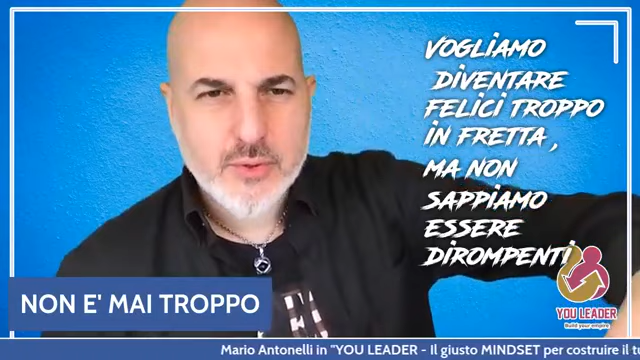 VOGLIAMO
DIVENTARE
FELICI TROPPO
IN FRETTA,
MA NON
SAPPIAMO
ESSERE
DIROMPENTI
NON E' MAI TROPPO
YOU LEADER
Build your empire
Mario Antonelli in "YOU LEADER - Il giusto MINDSET per costruire il tu